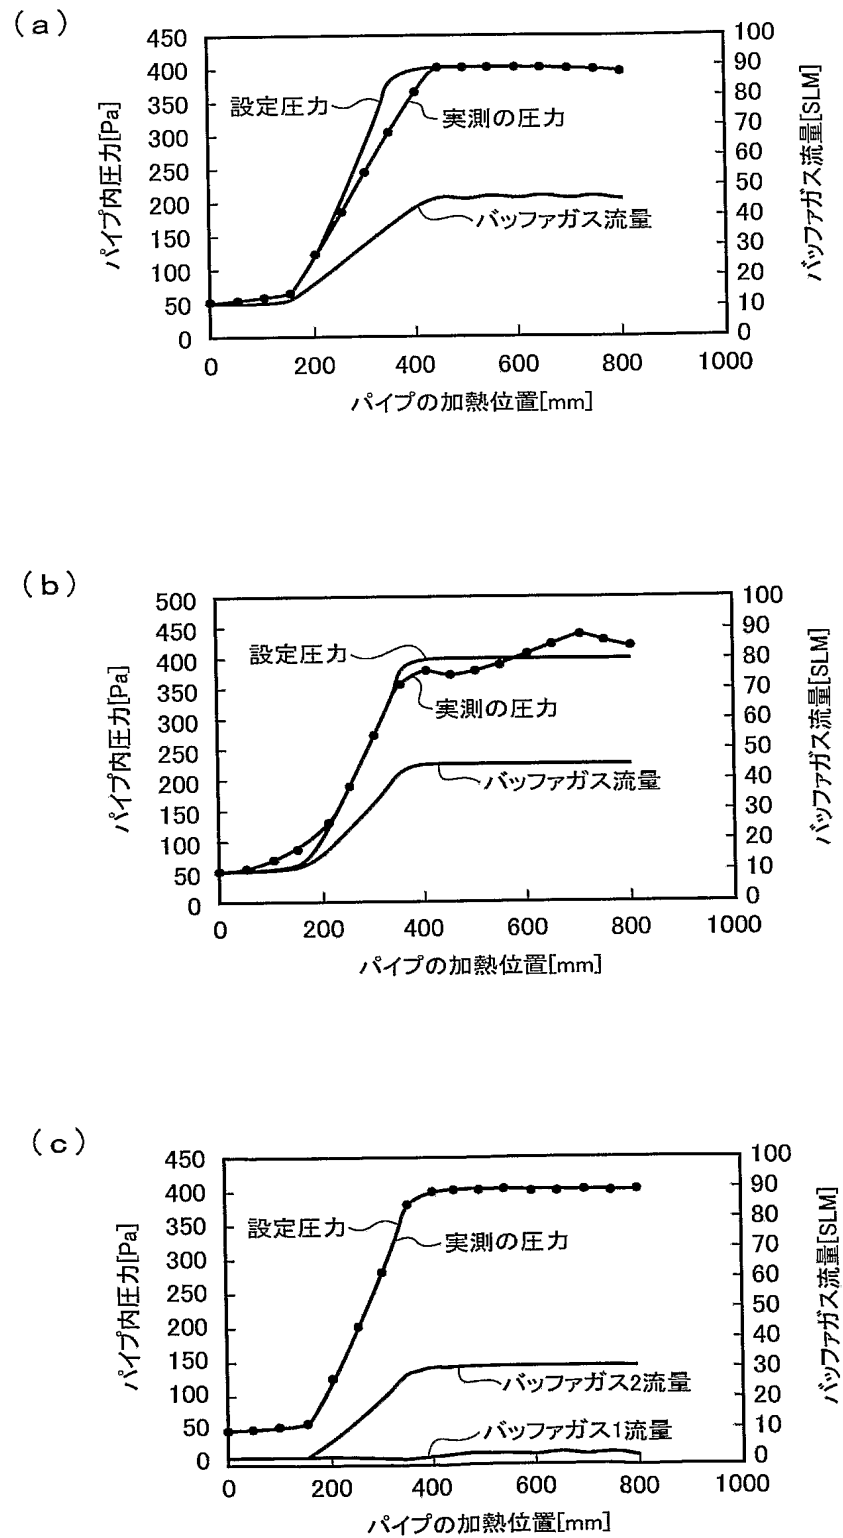 (a)
450
400
350
300
250
200
150
100
50
0
パイプ内圧力[Pa]
設定圧力
実測の圧力
バッファガス流量
100
90
80
70
60
50
40
30
20
10
0
バッファガス流量[SLM]
0 200 400 600 800 1000
パイプの加熱位置[mm]
(b)
500
450
400
350
300
250
200
150
100
50
0
パイプ内圧力[Pa]
設定圧力
実測の圧力
バッファガス流量
100
90
80
70
60
50
40
30
20
10
0
バッファガス流量[SLM]
0 200 400 600 800 1000
パイプの加熱位置[mm]
(c)
450
400
350
300
250
200
150
100
50
0
パイプ内圧力[Pa]
設定圧力
実測の圧力
バッファガス2流量
バッファガス1流量
100
90
80
70
60
50
40
30
20
10
0
バッファガス流量[SLM]
0 200 400 600 800 1000
パイプの加熱位置[mm]